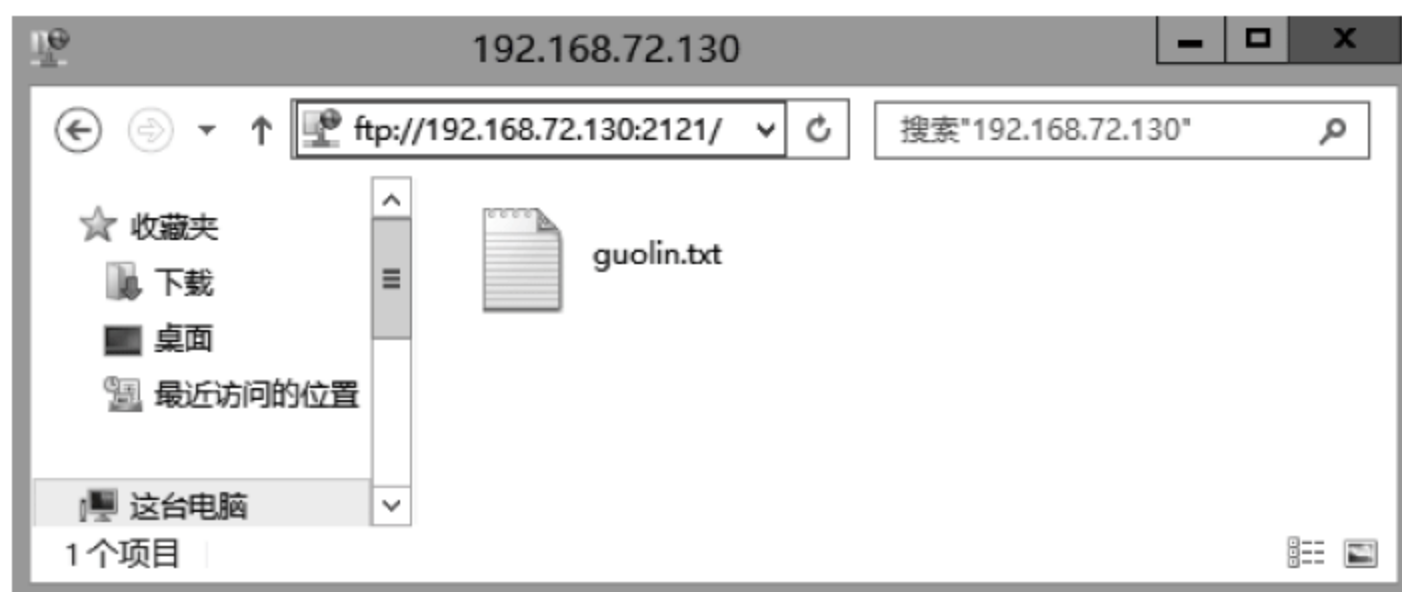 192.168.72.130
ftp://192.168.72.130:2121/
搜索"192.168.72.130"
收藏夹
下载
桌面
最近访问的位置
这台电脑
guolin.txt
1个项目